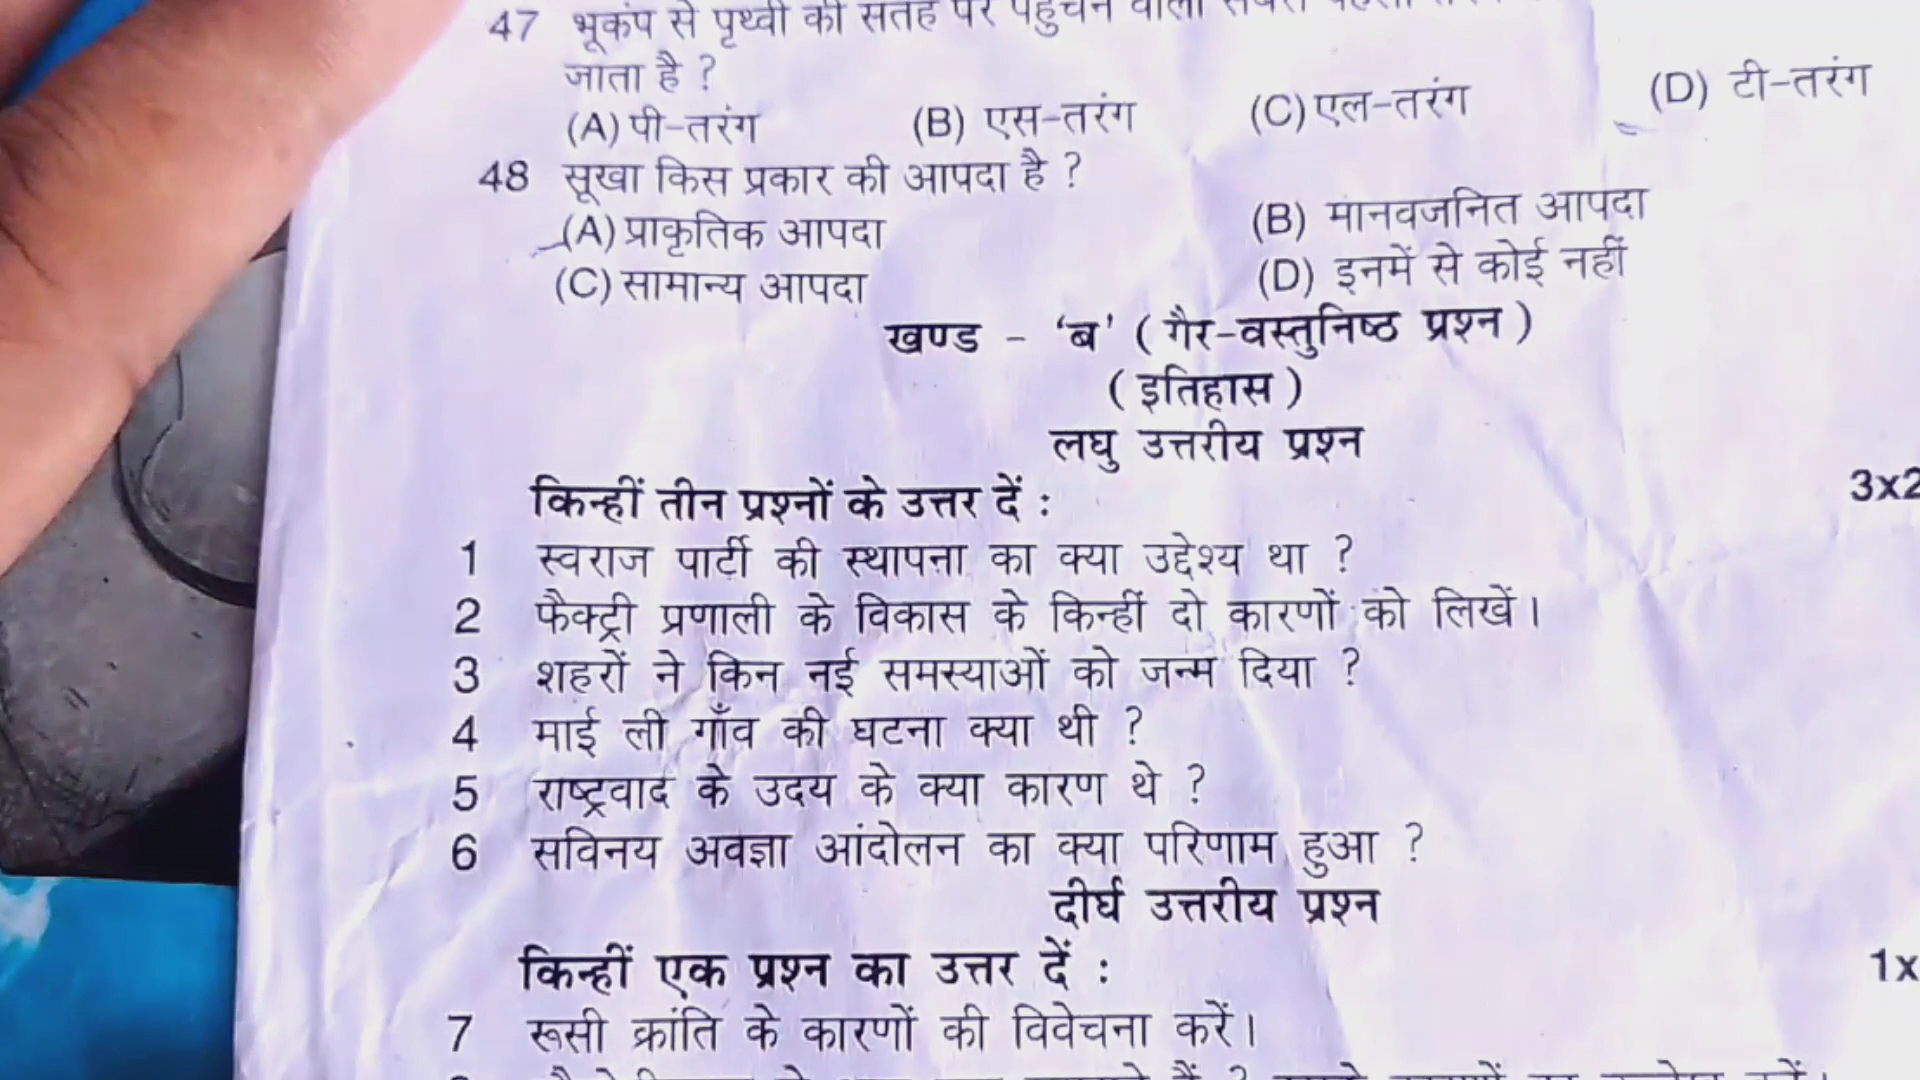 47 भूकंप से पृथ्वी की सतह पर पहुँचने वाली सबसे पहली
जाता है ?
(A) पी-तरंग (B) एस-तरंग (C) एल-तरंग (D) टी-तरंग
48 सूखा किस प्रकार की आपदा है ?
(A) प्राकृतिक आपदा (B) मानवजनित आपदा
(C) सामान्य आपदा (D) इनमें से कोई नहीं
खण्ड - 'ब' ( गैर-वस्तुनिष्ठ प्रश्न )
( इतिहास )
लघु उत्तरीय प्रश्न
किन्हीं तीन प्रश्नों के उत्तर दें : 3x2
1 स्वराज पार्टी की स्थापना का क्या उद्देश्य था ?
2 फैक्ट्री प्रणाली के विकास के किन्हीं दो कारणों को लिखें।
3 शहरों ने किन नई समस्याओं को जन्म दिया ?
4 माई ली गाँव की घटना क्या थी ?
5 राष्ट्रवाद के उदय के क्या कारण थे ?
6 सविनय अवज्ञा आंदोलन का क्या परिणाम हुआ ?
दीर्घ उत्तरीय प्रश्न
किन्हीं एक प्रश्न का उत्तर दें : 1x
7 रूसी क्रांति के कारणों की विवेचना करें।